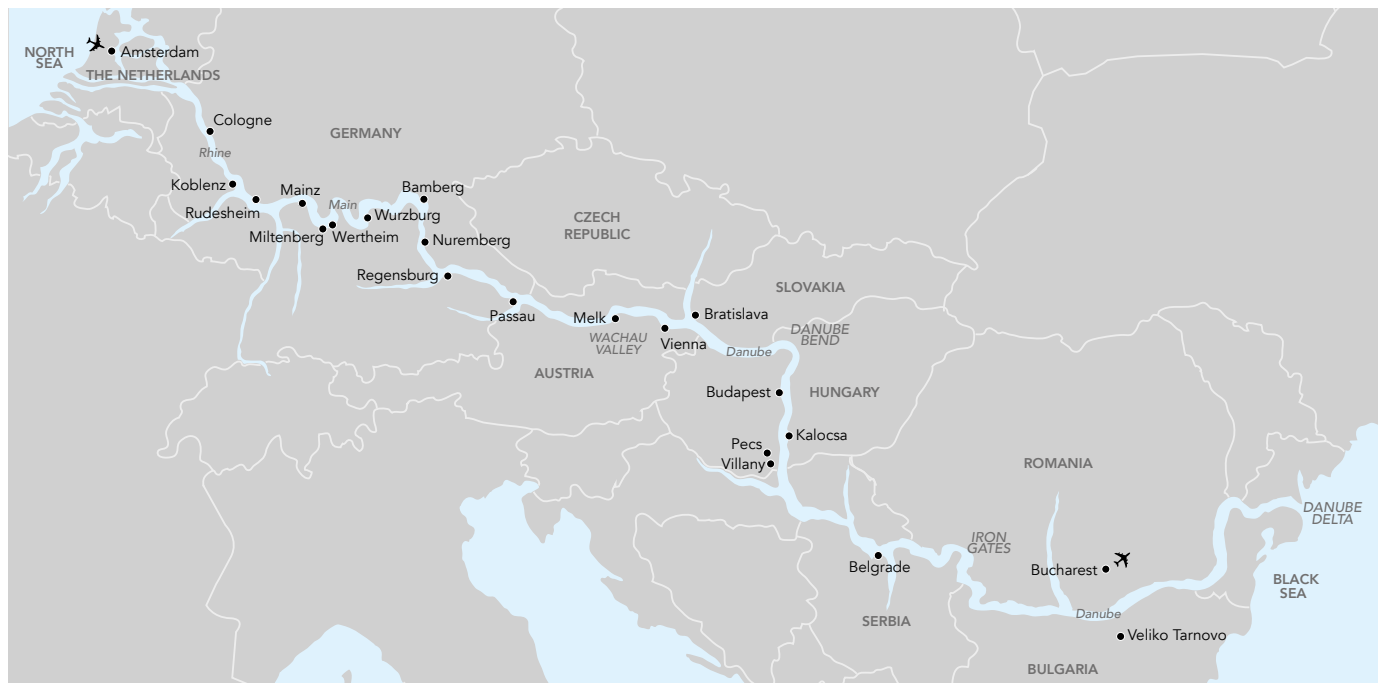 NORTH
SEA
Amsterdam
THE NETHERLANDS
Cologne
GERMANY
Rhine
Koblenz
Mainz
Bamberg
Rudesheim
Main
Wurzburg
Miltenberg
Wertheim
CZECH
REPUBLIC
Nuremberg
Regensburg
SLOVAKIA
Passau
Melk
Bratislava
WACHAU
VALLEY
Vienna
Danube
DANUBE
BEND
AUSTRIA
Budapest
HUNGARY
Kalocsa
Pecs
Villany
ROMANIA
DANUBE
DELTA
IRON
GATES
Belgrade
Bucharest
BLACK
SEA
Danube
SERBIA
Veliko Tarnovo
BULGARIA